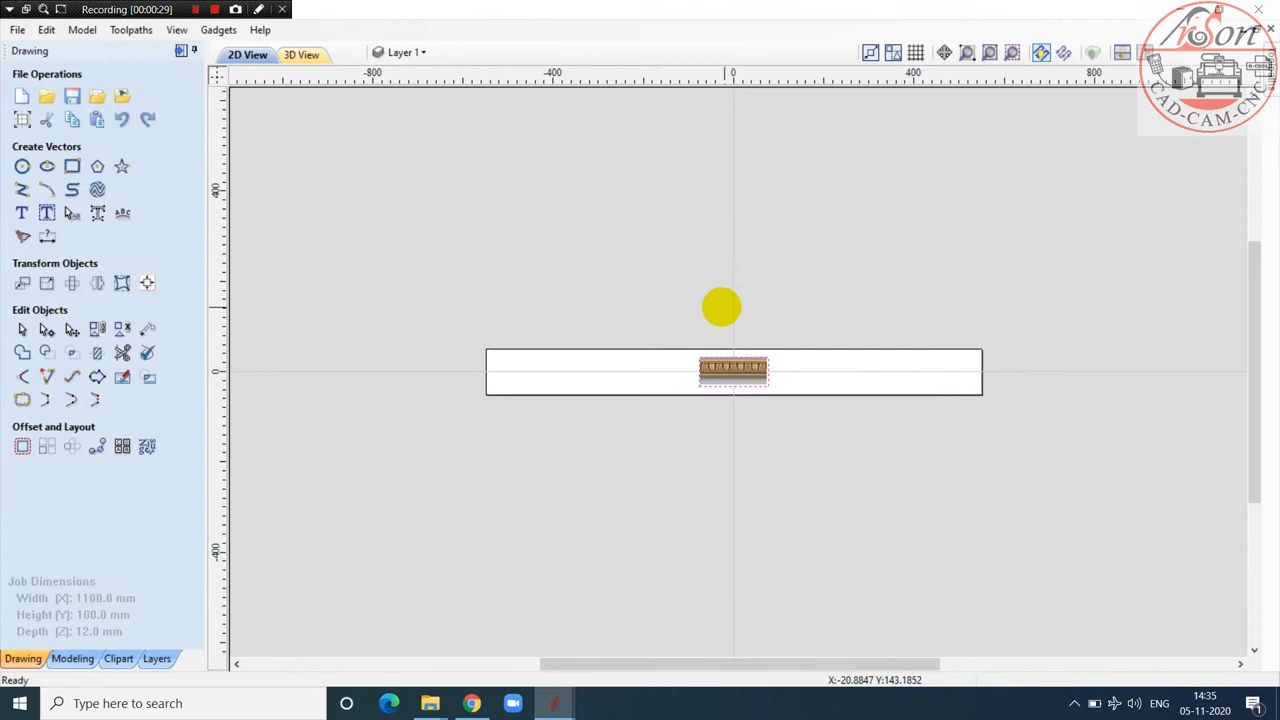 Recording [00:00:29]
File Edit Model Toolpaths View Gadgets Help
Drawing
2D View 3D View Layer 1
-800 -400 0 400 800
File Operations
Create Vectors
Transform Objects
Edit Objects
Offset and Layout
400
0
-400
Job Dimensions
Width [X]: 1100.0 mm
Height [Y]: 100.0 mm
Depth [Z]: 12.0 mm
Drawing Modeling Clipart Layers
Ready
X:-20.8847 Y:143.1852
Type here to search
ENG
14:35
05-11-2020
CAD-CAM-CNC